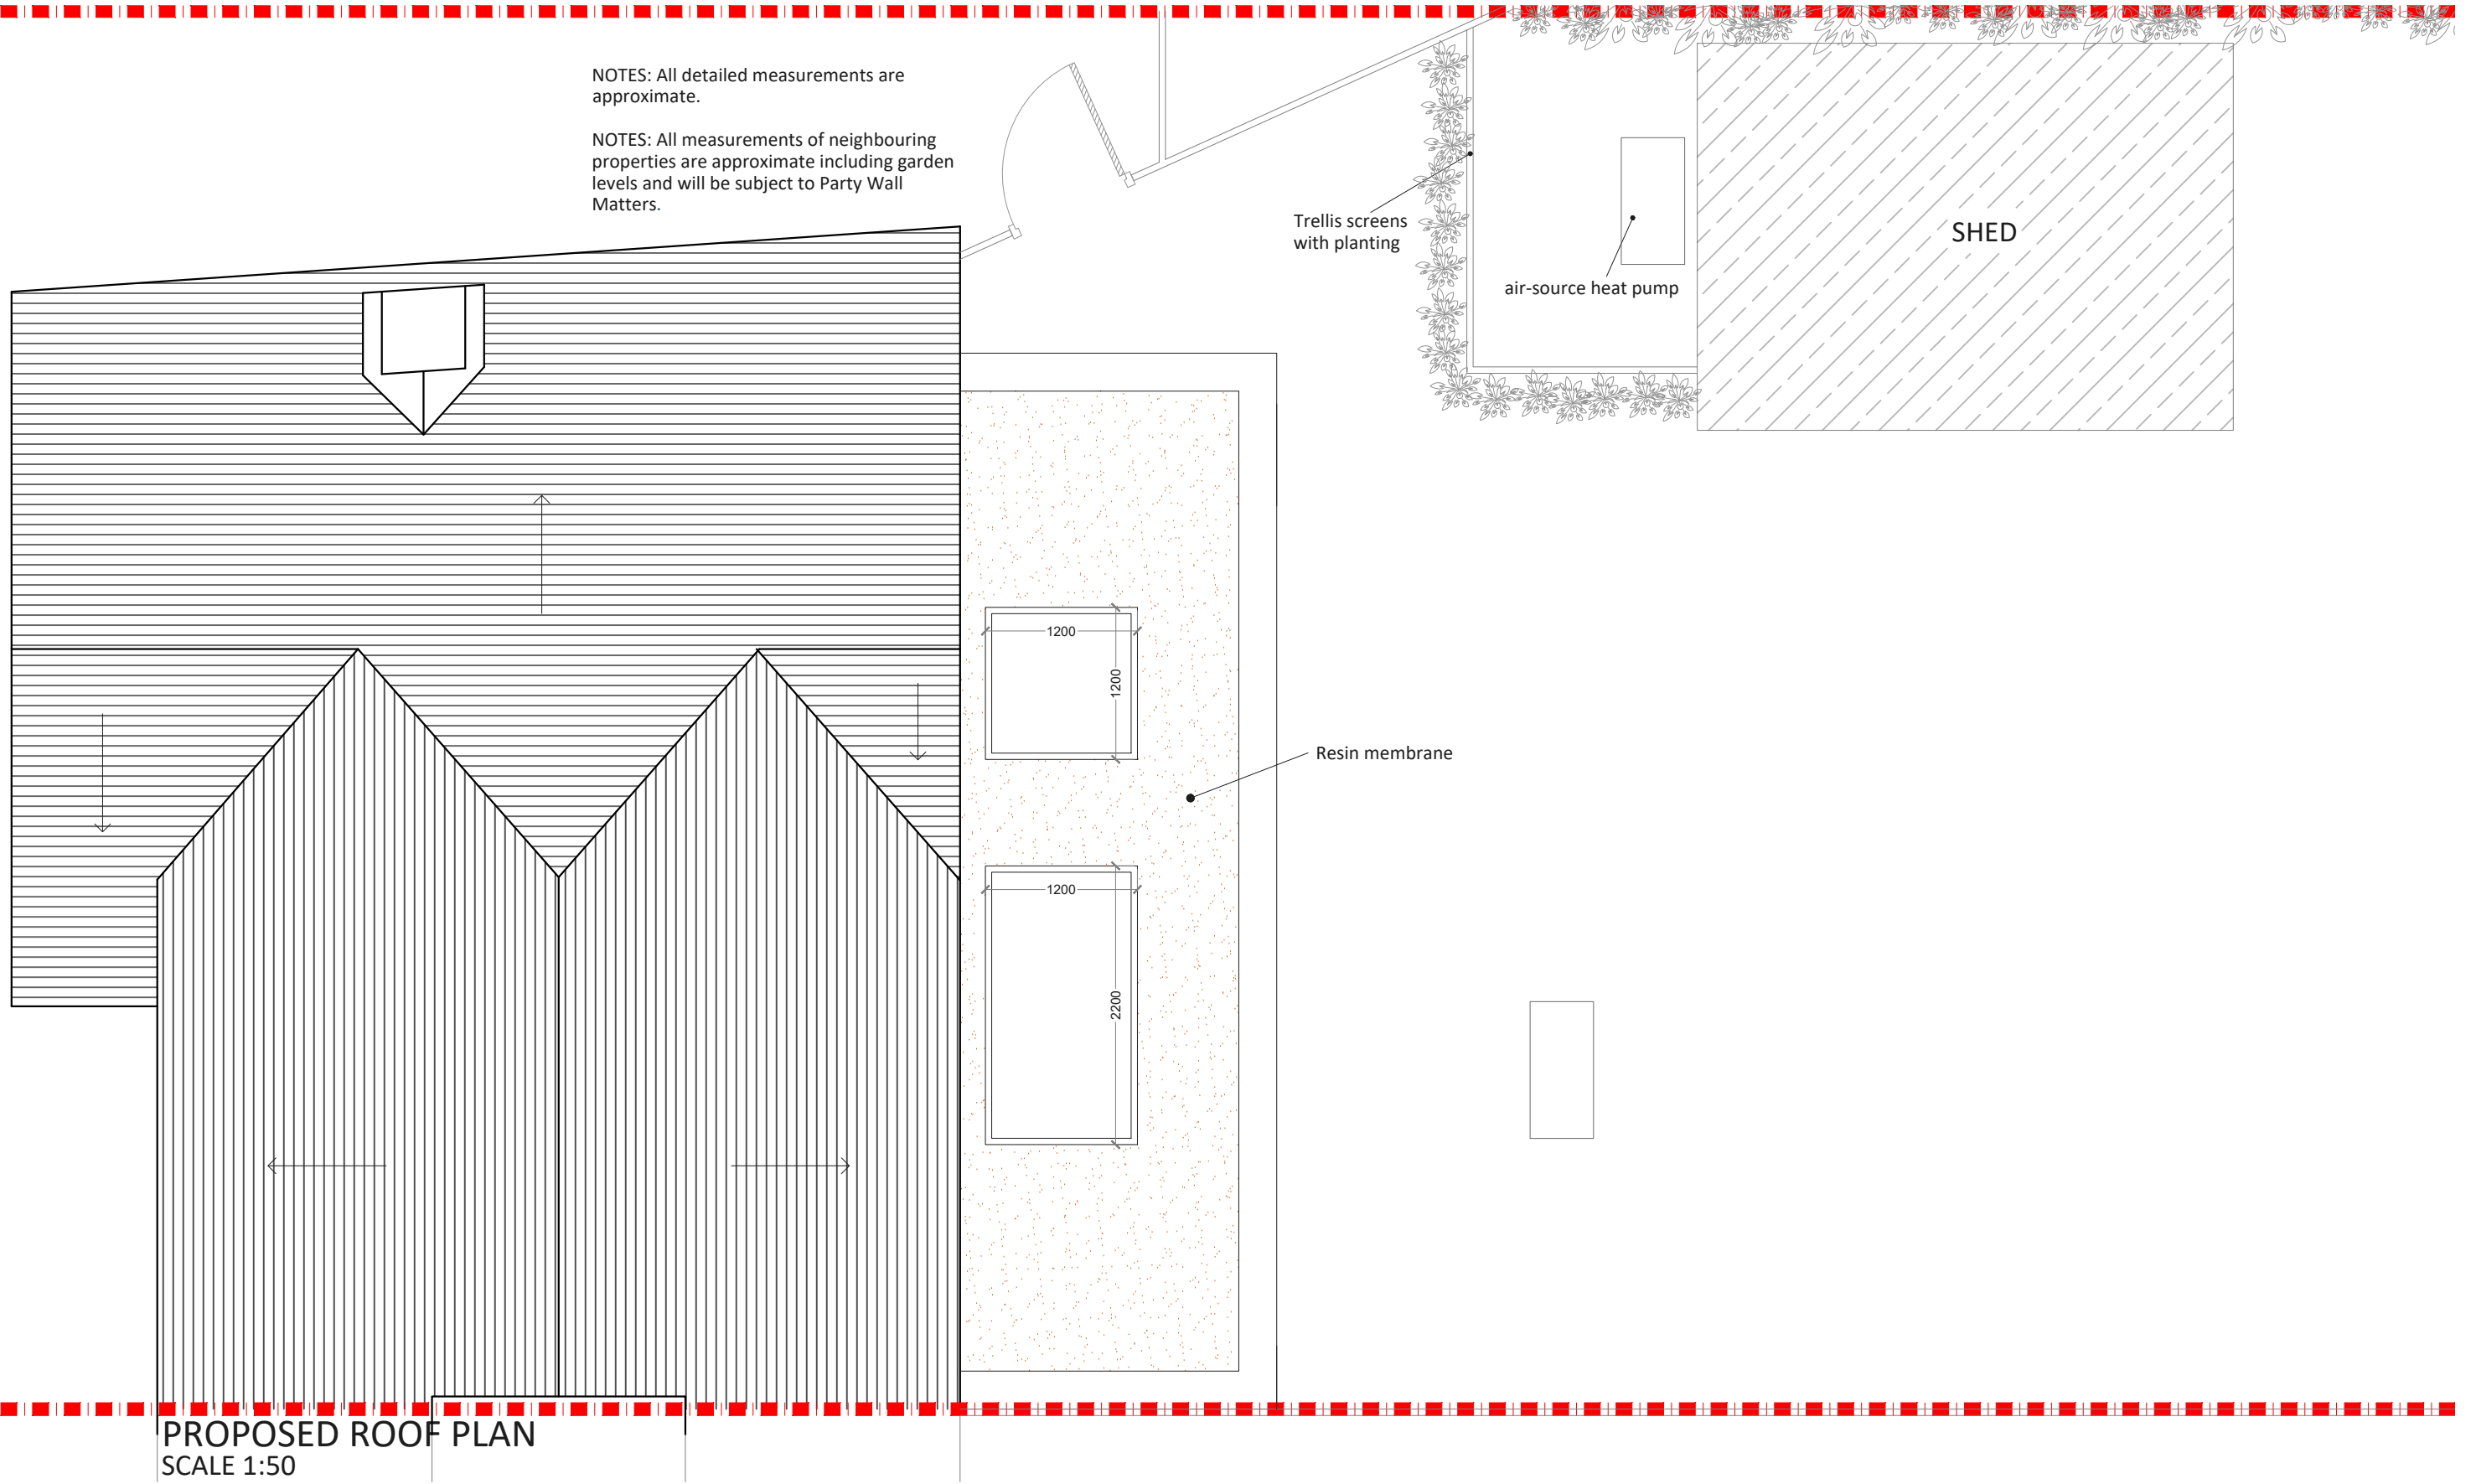 NOTES: All detailed measurements are
approximate.
NOTES: All measurements of neighbouring
properties are approximate including garden
levels and will be subject to Party Wall
Matters.
Trellis screens
with planting
air-source heat pump
SHED
1200
1200
Resin membrane
1200
2200
PROPOSED ROOF PLAN
SCALE 1:50